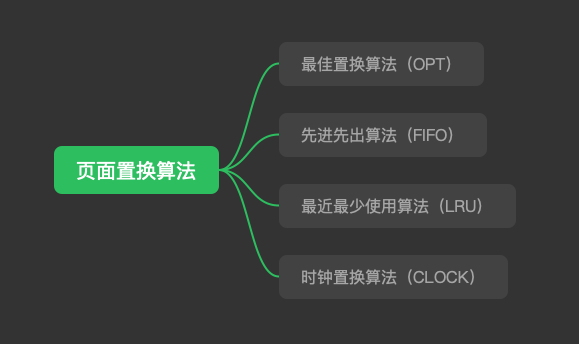 页面置换算法
最佳置换算法（OPT）
先进先出算法（FIFO）
最近最少使用算法（LRU）
时钟置换算法（CLOCK）